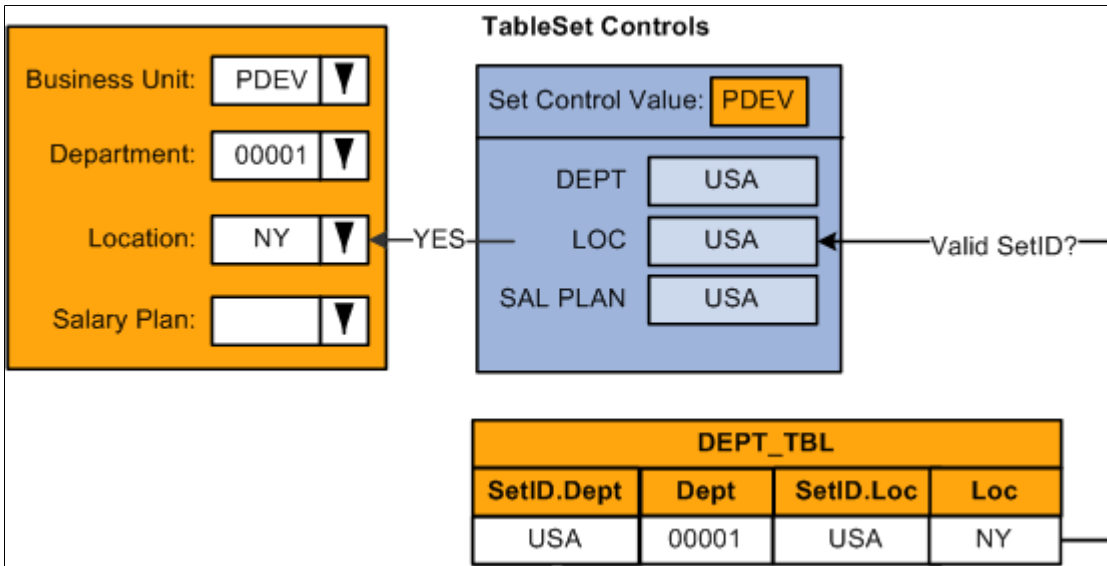 TableSet Controls
Business Unit: PDEV
Department: 00001
Location: NY
Salary Plan:
YES
Set Control Value: PDEV
DEPT USA
LOC USA
SAL PLAN USA
Valid SetID?
DEPT_TBL
SetID.Dept Dept SetID.Loc Loc
USA 00001 USA NY